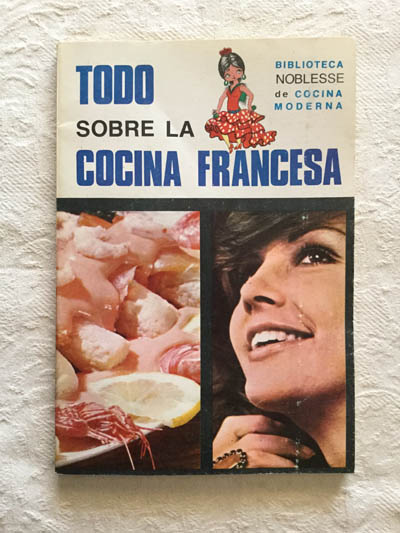 TODO
SOBRE LA
COCINA FRANCESA
BIBLIOTECA
NOBLESSE
de COCINA
MODERNA